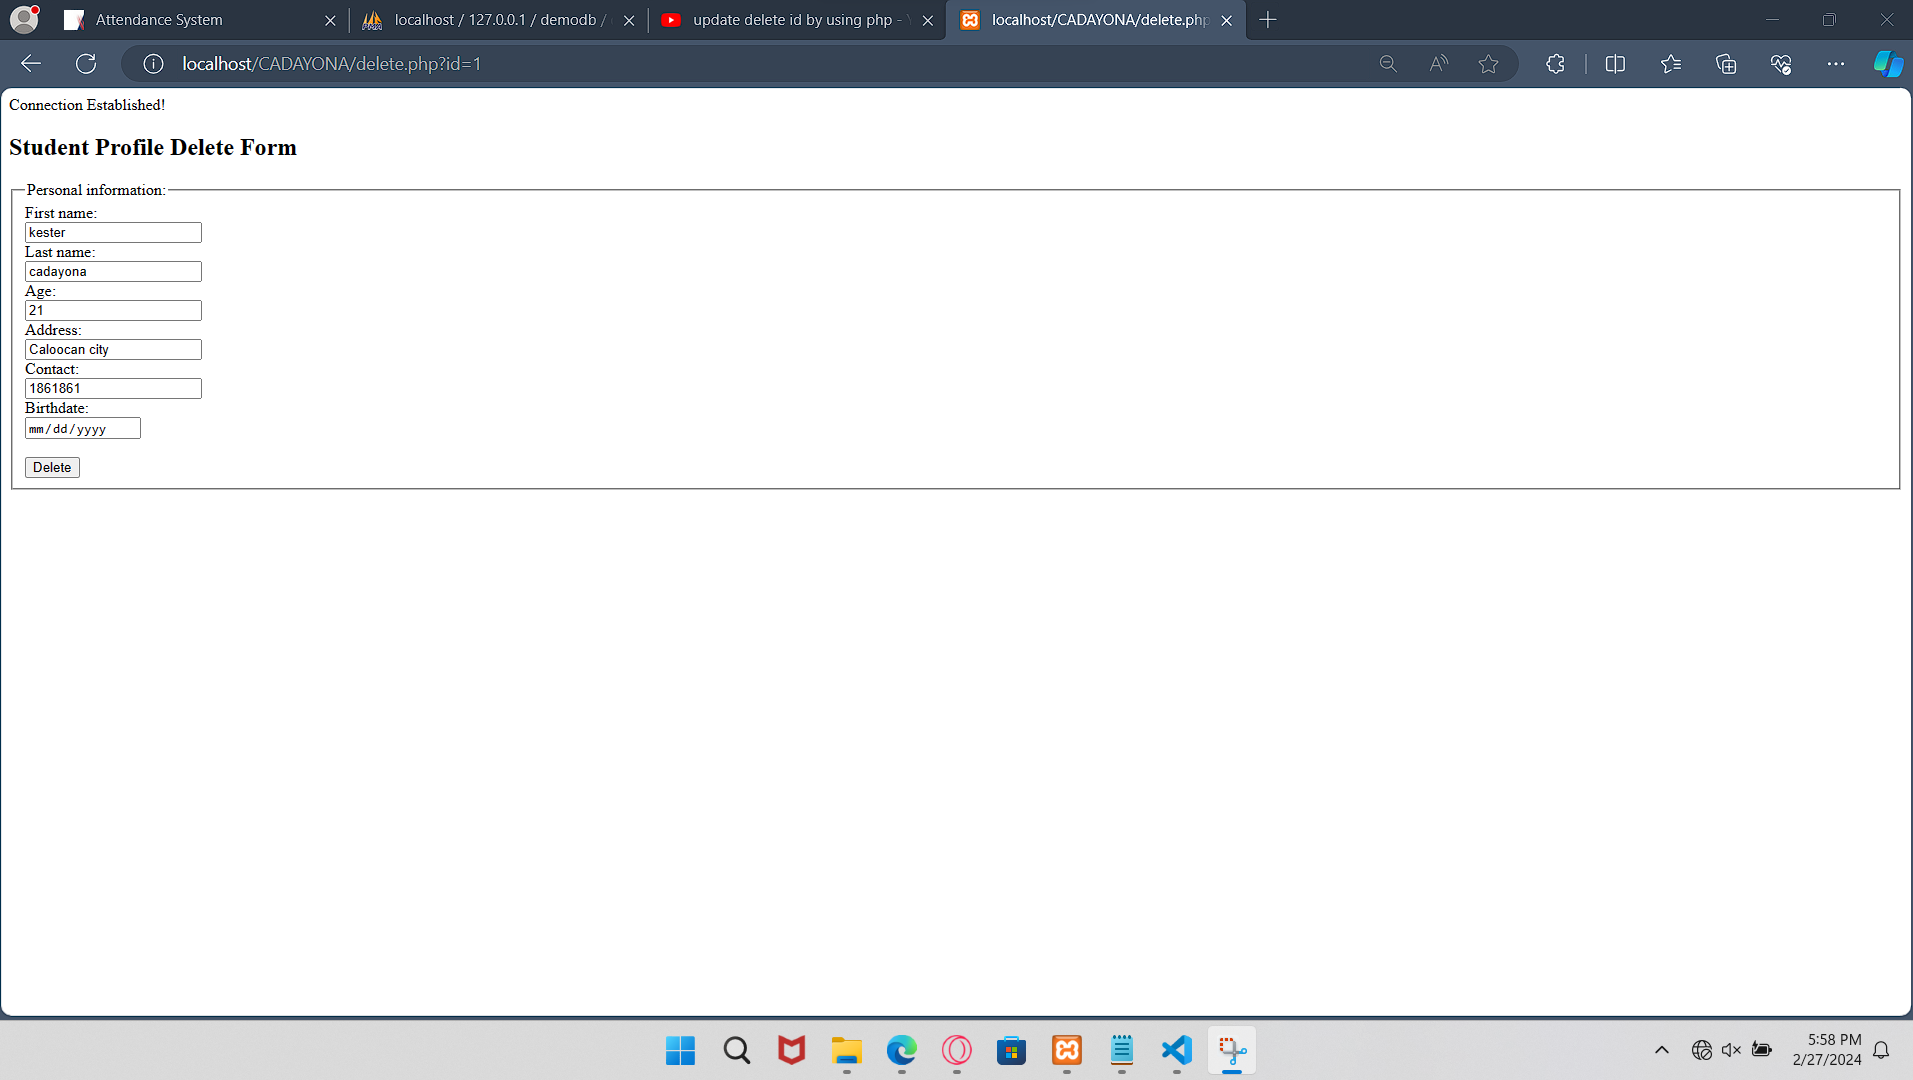 Attendance System
localhost / 127.0.0.1 / demodb /
update delete id by using php -
localhost/CADAYONA/delete.php
localhost/CADAYONA/delete.php?id=1
Connection Established!
Student Profile Delete Form
Personal information:
First name:
kester
Last name:
cadayona
Age:
21
Address:
Caloocan city
Contact:
1861861
Birthdate:
mm/dd/yyyy
Delete
5:58 PM
2/27/2024